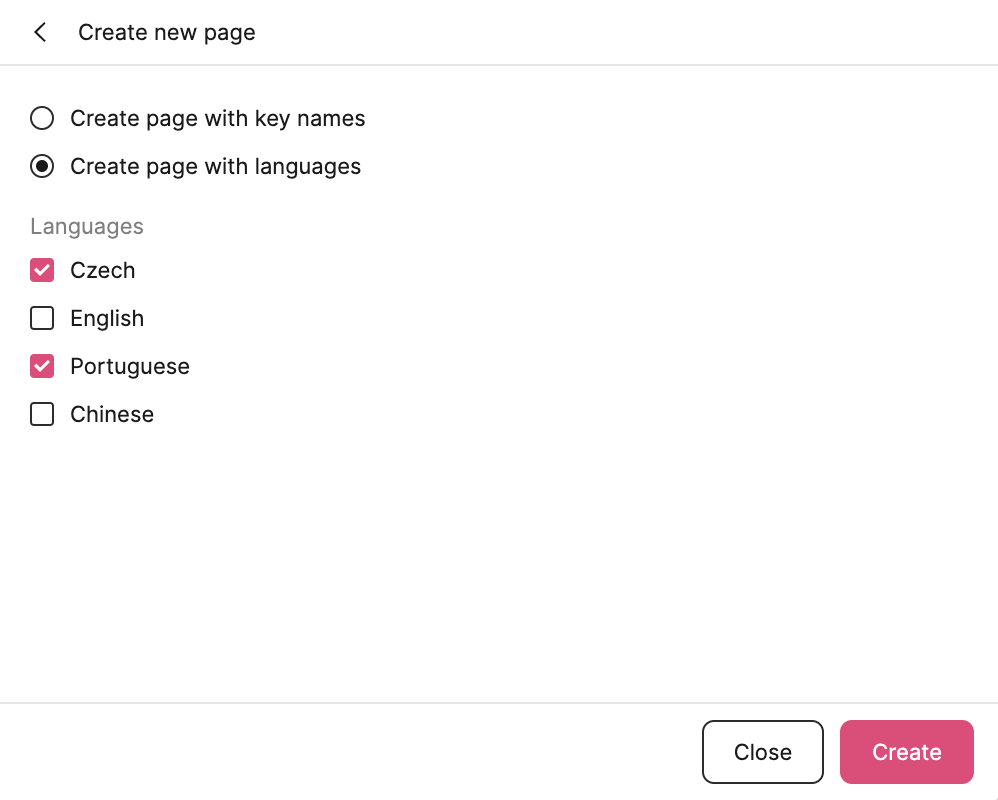 Create new page
Create page with key names
Create page with languages
Languages
Czech
English
Portuguese
Chinese
Close
Create